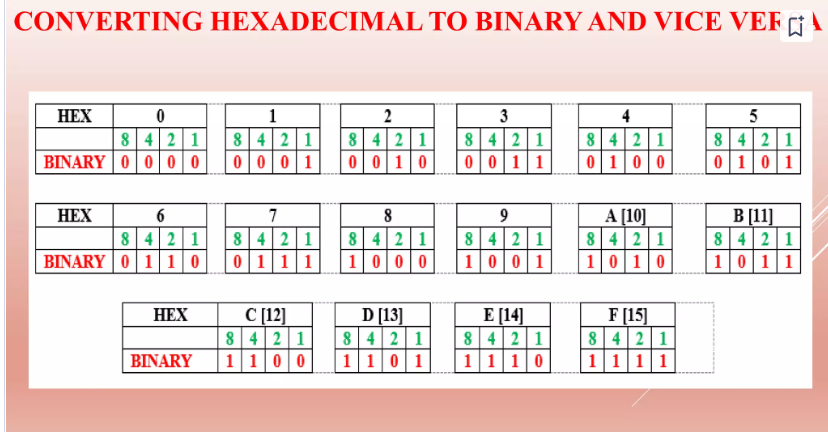 CONVERTING HEXADECIMAL TO BINARY AND VICE
HEX 0 1 2 3 4 5
8 4 2 1 8 4 2 1 8 4 2 1 8 4 2 1 8 4 2 1 8 4 2 1
BINARY 0 0 0 0 0 0 0 1 0 0 1 0 0 0 1 1 0 1 0 0 0 1 0 1
HEX 6 7 8 9 A [10] B [11]
8 4 2 1 8 4 2 1 8 4 2 1 8 4 2 1 8 4 2 1 8 4 2 1
BINARY 0 1 1 0 0 1 1 1 1 0 0 0 1 0 0 1 1 0 1 0 1 0 1 1
HEX C [12] D [13] E [14] F [15]
8 4 2 1 8 4 2 1 8 4 2 1 8 4 2 1
BINARY 1 1 0 0 1 1 0 1 1 1 1 0 1 1 1 1